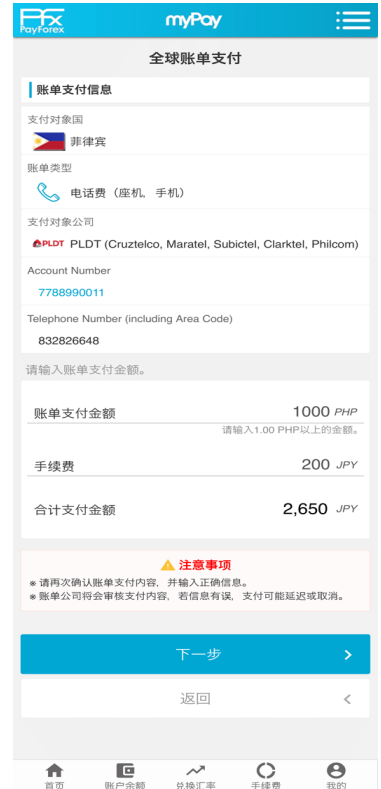 PFX
PayForex
myPay
全球账单支付
账单支付信息
支付对象国
菲律宾
账单类型
电话费（座机、手机）
支付对象公司
PLDT PLDT (Cruztelco, Maratel, Subictel, Clarktel, Philcom)
Account Number
7788990011
Telephone Number (including Area Code)
832826648
请输入账单支付金额。
账单支付金额 1000 PHP
请输入1.00 PHP以上的金额。
手续费 200 JPY
合计支付金额 2,650 JPY
注意事项
※ 请再次确认账单支付内容，并输入正确信息。
※ 账单公司将会审核支付内容，若信息有误，支付可能延迟或取消。
下一步
返回
首页 账户余额 兑换汇率 手续费 我的